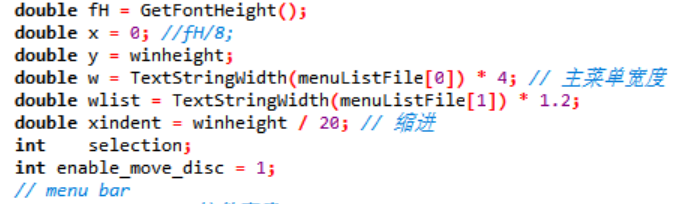 double fH = GetFontHeight();
double x = 0; //fH/8;
double y = winheight;
double w = TextStringWidth(menuListFile[0]) * 4; // 主菜单宽度
double wlist = TextStringWidth(menuListFile[1]) * 1.2;
double xindent = winheight / 20; // 缩进
int    selection;
int enable_move_disc = 1;
// menu bar